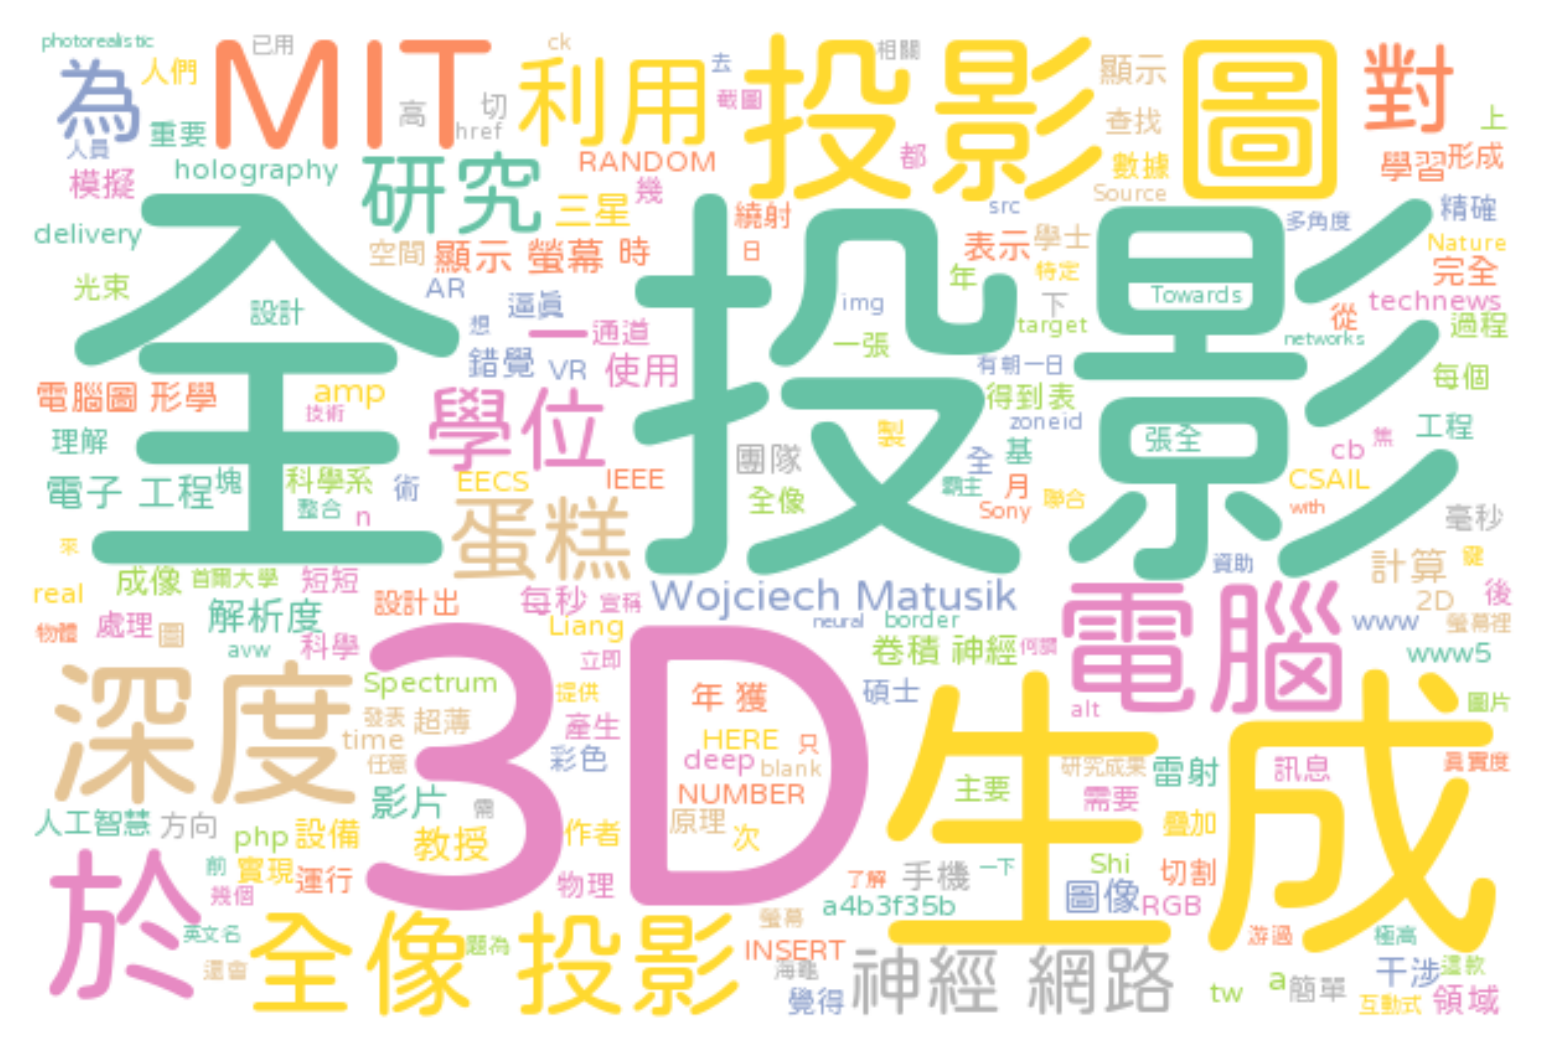 photorealistic
已用
ck
相關
為
人們
MIT
高
切
href
利用
去
截圖
投影圖
顯示
查找
對
上
重要
人員
holography
模擬
研究
RANDOM
幾
三星
都
數據
Source
學習
形成
delivery
空間
顯示 螢幕
時
繞射
日
src
表示
學士
多角度
精確
Nature
光束
全投影
設計
AR
逼真
想
一
通道
img
年
特定
下
target
Towards
從
完全
technews
networks
過程
錯覺
VR
使用
一張
有朝一日
得到表
每個
電腦圖 形學
amp
技術
學位
zoneid
理解
團隊
製
全
基
張全
cb
焦
工程
電子 工程
塊
科學系
整合
術
n
EECS
IEEE
全像
霸主
月
Sony
聯合
CSAIL
with
毫秒
來
蛋糕
成像
首爾大學
短短
Wojciech Matusik
資助
計算
鍵
2D
後
real
設計出
每秒
宣稱
neural
border
電腦
www
螢幕裡
物體
處理
圖
解析度
Liang
avw
科學
立即
3D
卷積 神經
何謂
www5
深度
Spectrum
提供
年 獲
碩士
alt
圖片
發表
超薄
產生
time
任意
彩色
HERE
只
deep
blank
生成
研究成果
雷射
訊息
真實度
影片
需
NUMBER
主要
需要
人工智慧
方向
php
設備
教授
作者
原理
次
疊加
於
前
實現
運行
幾個
物理
了解
手機
一下
Shi
切割
圖像
RGB
a4b3f35b
英文名
還會
全像 投影
題為
螢幕
INSERT
海龜
覺得
神經 網路
游過
極高
干涉
這款
tw
a
簡單
互動式
領域